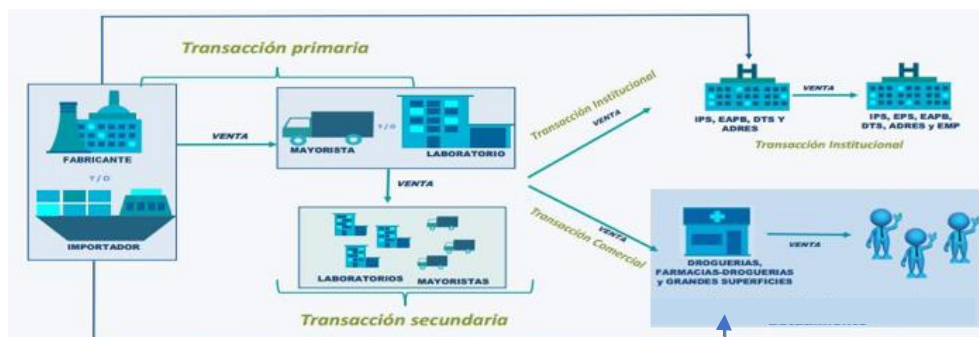 Transacción primaria
FABRICANTE
Y/O
IMPORTADOR
VENTA
MAYORISTA
Y/O
LABORATORIO
VENTA
LABORATORIOS
MAYORISTAS
Transacción secundaria
Transacción Institucional
VENTA
H
IPS, EAPB, DTS Y
ADRES
VENTA
H
IPS, EPS, EAPB,
DTS, ADRES y EMP
Transacción Institucional
Transacción Comercial
VENTA
DROGUERIAS,
FARMACIAS-DROGUERIAS
y GRANDES SUPERFICIES
VENTA